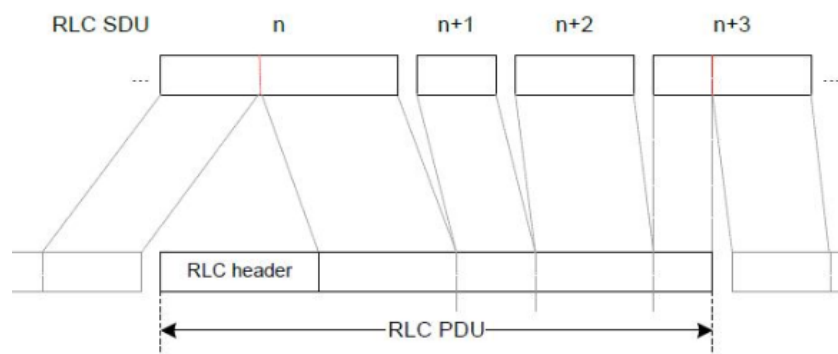 RLC SDU n n+1 n+2 n+3
... ...
RLC header
RLC PDU